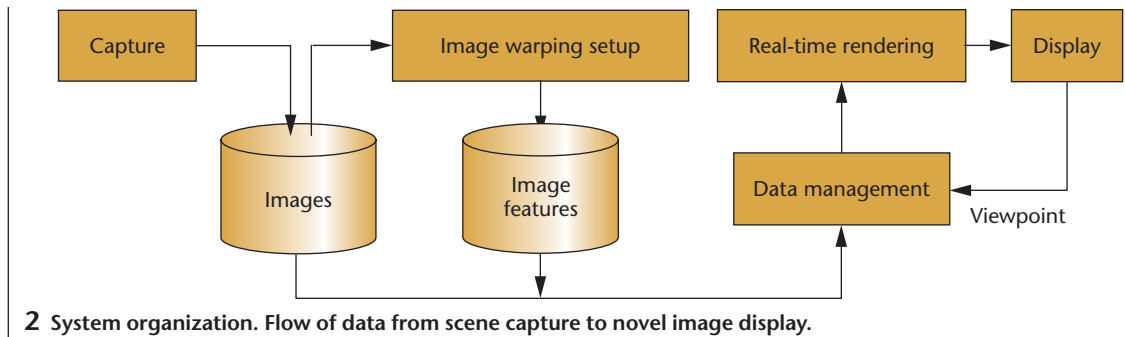 Capture
Image warping setup
Real-time rendering
Display
Images
Image
features
Data management
Viewpoint
2 System organization. Flow of data from scene capture to novel image display.